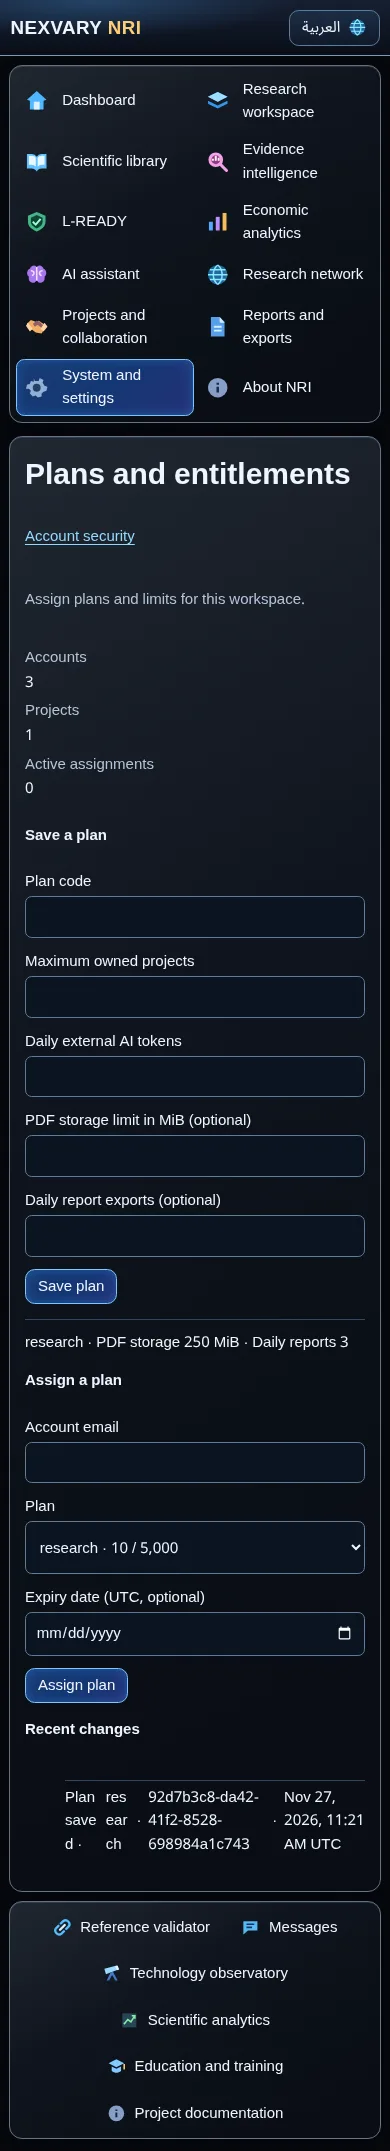 NEXVARY NRI
العربية
Dashboard
Research
workspace
Scientific library
Evidence
intelligence
L-READY
Economic
analytics
AI assistant
Research network
Projects and
collaboration
Reports and
exports
System and
settings
About NRI
Plans and entitlements
Account security
Assign plans and limits for this workspace.
Accounts
3
Projects
1
Active assignments
0
Save a plan
Plan code
Maximum owned projects
Daily external AI tokens
PDF storage limit in MiB (optional)
Daily report exports (optional)
Save plan
research · PDF storage 250 MiB · Daily reports 3
Assign a plan
Account email
Plan
research · 10 / 5,000
Expiry date (UTC, optional)
mm/dd/yyyy
Assign plan
Recent changes
Plan res 92d7b3c8-da42- Nov 27,
save ear · 41f2-8528- · 2026, 11:21
d · ch 698984a1c743 AM UTC
Reference validator
Messages
Technology observatory
Scientific analytics
Education and training
Project documentation